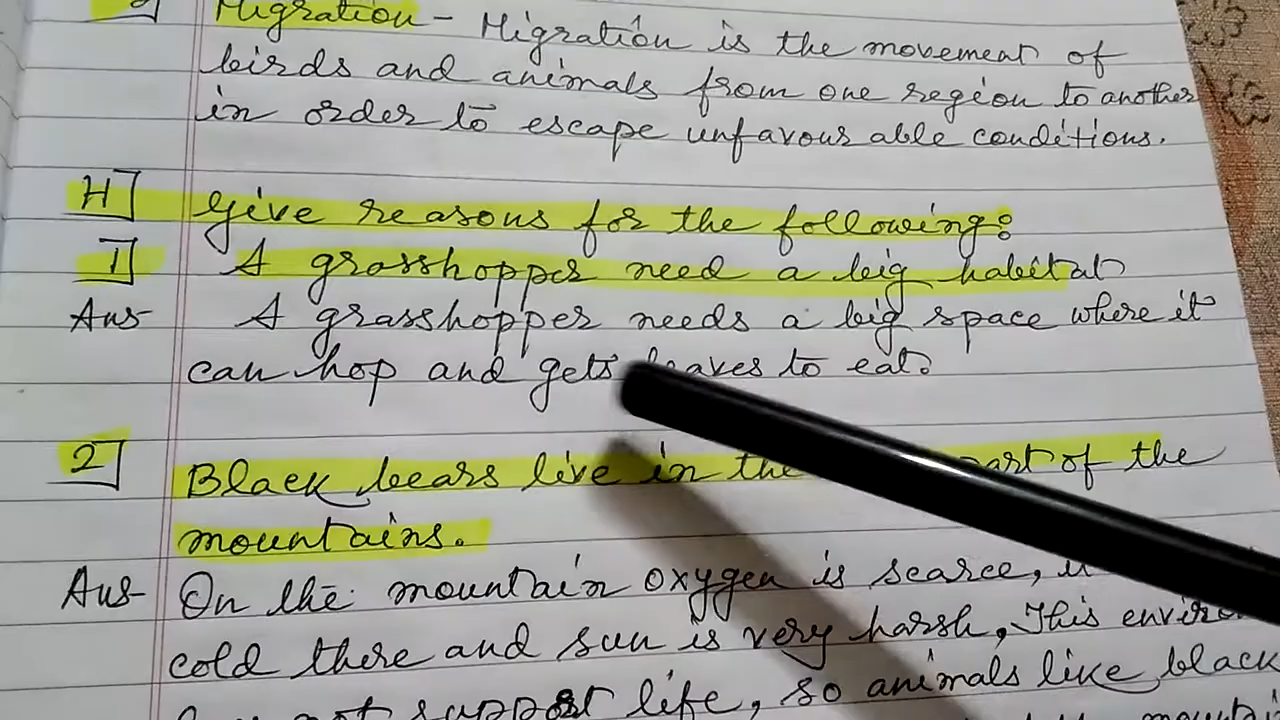 Migration - Migration is the movement of
birds and animals from one region to another
in order to escape unfavourable conditions.
H] Give reasons for the following:
1] A grasshopper need a big habitat
Ans A grasshopper needs a big space where it
can hop and gets leaves to eat.
2] Black bears live in the part of the
mountains.
Ans- On the mountain oxygen is scarce,
cold there and sun is very harsh, This
not support life, so animals like black